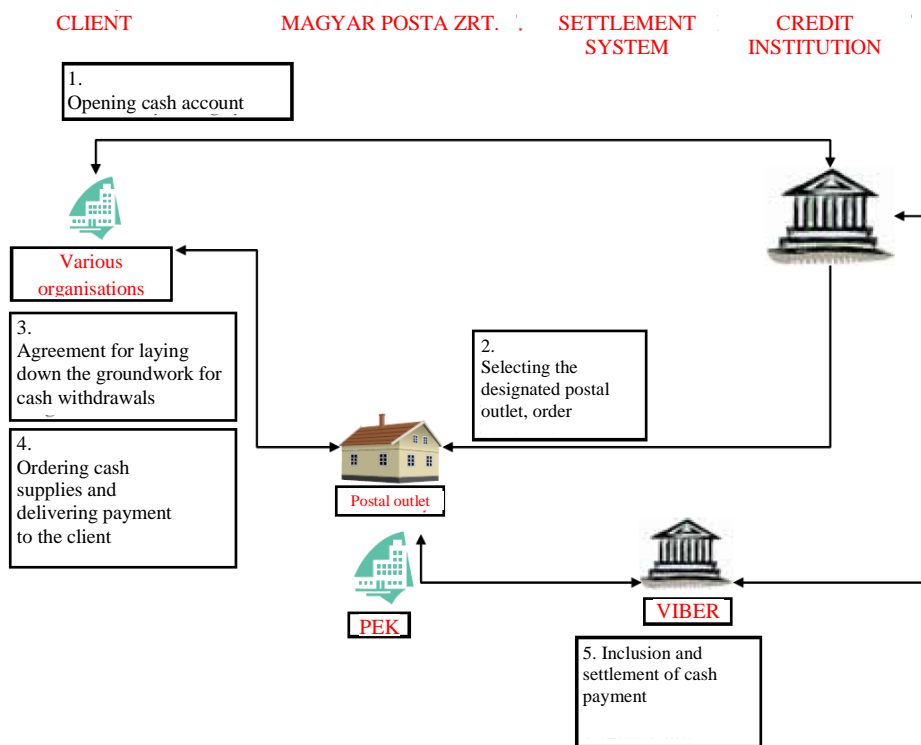 CLIENT
MAGYAR POSTA ZRT.
SETTLEMENT
SYSTEM
CREDIT
INSTITUTION
1.
Opening cash account
Various
organisations
3.
Agreement for laying
down the groundwork for
cash withdrawals
2.
Selecting the
designated postal
outlet, order
4.
Ordering cash
supplies and
delivering payment
to the client
Postal outlet
PEK
VIBER
5. Inclusion and
settlement of cash
payment